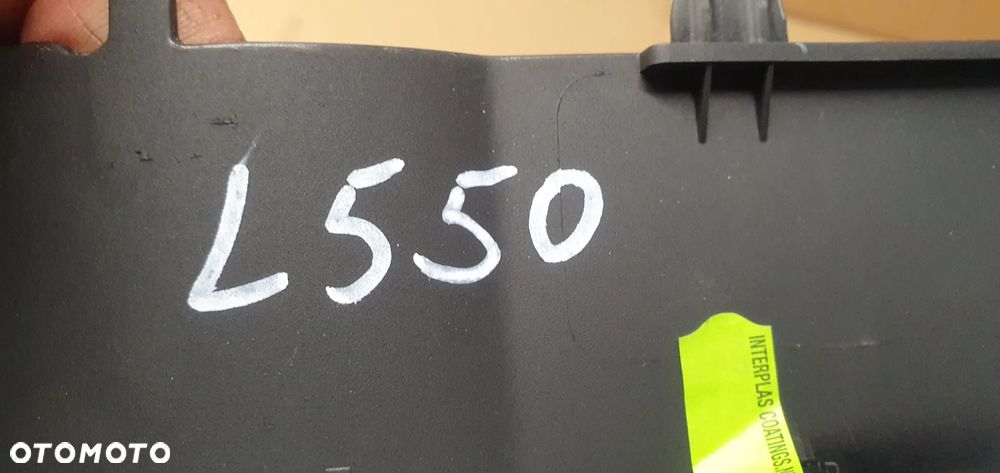 L550
INTERPLAS COATINGS
OTOMOTO